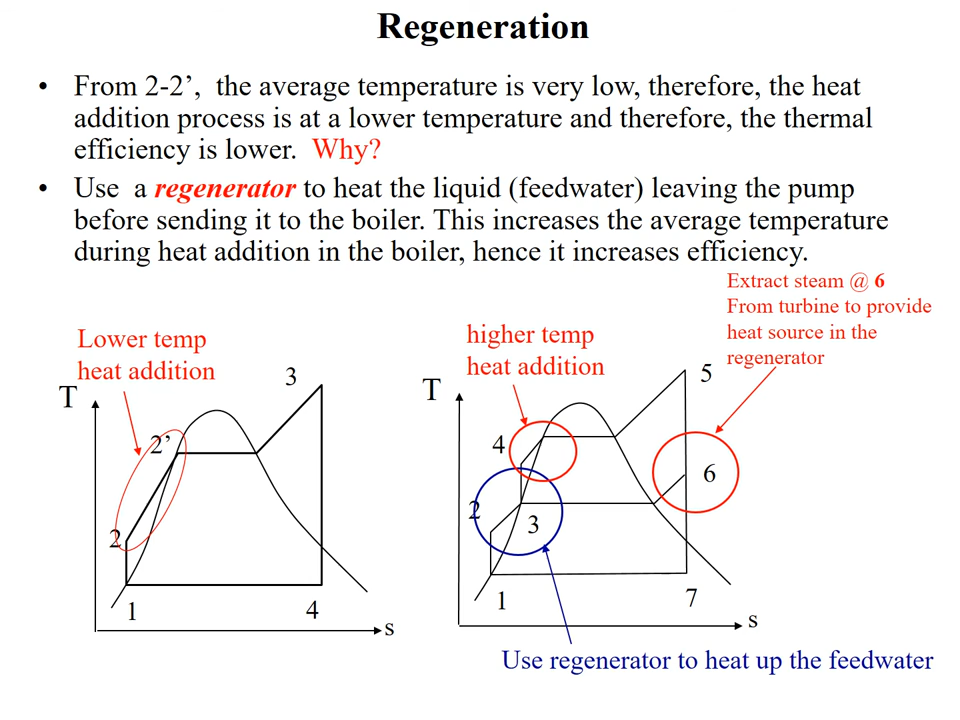 Regeneration
• From 2-2’, the average temperature is very low, therefore, the heat
addition process is at a lower temperature and therefore, the thermal
efficiency is lower. Why?
• Use a regenerator to heat the liquid (feedwater) leaving the pump
before sending it to the boiler. This increases the average temperature
during heat addition in the boiler, hence it increases efficiency.
Extract steam @ 6
From turbine to provide
heat source in the
regenerator
Lower temp
heat addition
T
3
2’
2
1
4
s
higher temp
heat addition
T
5
4
6
2
3
1
7
s
Use regenerator to heat up the feedwater